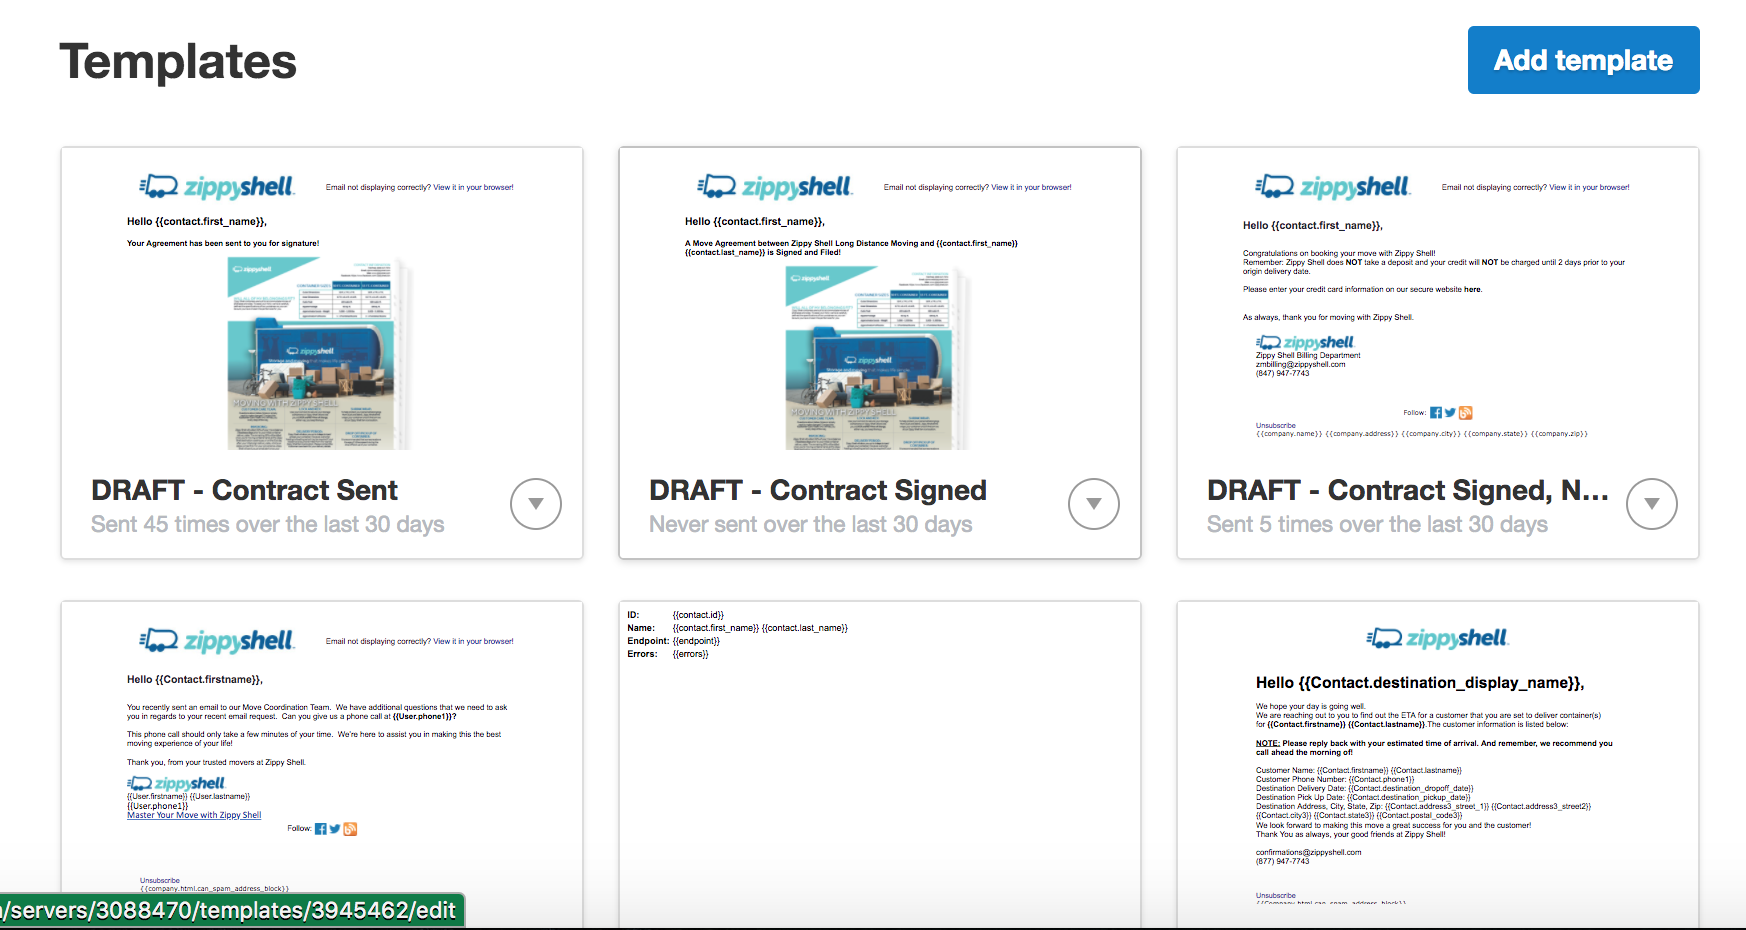 Templates
Add template
zippyshell
Email not displaying correctly? View it in your browser!
Hello {{contact.first_name}},
Your Agreement has been sent to you for signature!
zippyshell
zippyshell
MOVING WITH ZIPPY SHELL
DRAFT - Contract Sent
Sent 45 times over the last 30 days
zippyshell
Email not displaying correctly? View it in your browser!
Hello {{contact.first_name}},
A Move Agreement between Zippy Shell Long Distance Moving and {{contact.first_name}}
{{contact.last_name}} is Signed and Filed!
zippyshell
zippyshell
MOVING WITH ZIPPY SHELL
DRAFT - Contract Signed
Never sent over the last 30 days
zippyshell
Email not displaying correctly? View it in your browser!
Hello {{contact.first_name}},
Congratulations on booking your move with Zippy Shell!
Remember: Zippy Shell does NOT take a deposit and your credit will NOT be charged until 2 days prior to your
origin delivery date.
Please enter your credit card information on our secure website here.
As always, thank you for moving with Zippy Shell.
zippyshell
Zippy Shell Billing Department
zmbilling@zippyshell.com
(847) 947-7743
Follow:
Unsubscribe
{{company.name}} {{company.address}} {{company.city}} {{company.state}} {{company.zip}}
DRAFT - Contract Signed, N...
Sent 5 times over the last 30 days
zippyshell
Email not displaying correctly? View it in your browser!
Hello {{Contact.firstname}},
You recently sent an email to our Move Coordination Team. We have additional questions that we need to ask
you in regards to your recent email request. Can you give us a phone call at {{User.phone1}}?
This phone call should only take a few minutes of your time. We're here to assist you in making this the best
moving experience of your life!
Thank you, from your trusted movers at Zippy Shell.
zippyshell
{{User.firstname}} {{User.lastname}}
{{User.phone1}}
Master Your Move with Zippy Shell
Follow:
Unsubscribe
{{company.html.can_spam_address_block}}
/servers/3088470/templates/3945462/edit
ID: {{contact.id}}
Name: {{contact.first_name}} {{contact.last_name}}
Endpoint: {{endpoint}}
Errors: {{errors}}
zippyshell
Hello {{Contact.destination_display_name}},
We hope your day is going well.
We are reaching out to you to find out the ETA for a customer that you are set to deliver container(s)
for {{Contact.firstname}} {{Contact.lastname}}.The customer information is listed below:
NOTE: Please reply back with your estimated time of arrival. And remember, we recommend you
call ahead the morning of!
Customer Name: {{Contact.firstname}} {{Contact.lastname}}
Customer Phone Number: {{Contact.phone1}}
Destination Delivery Date: {{Contact.destination_dropoff_date}}
Destination Pick Up Date: {{Contact.destination_pickup_date}}
Destination Address, City, State, Zip: {{Contact.address3_street_1}} {{Contact.address3_street2}}
{{Contact.city3}} {{Contact.state3}} {{Contact.postal_code3}}
We look forward to making this move a great success for you and the customer!
Thank You as always, your good friends at Zippy Shell!
confirmations@zippyshell.com
(877) 947-7743
Unsubscribe